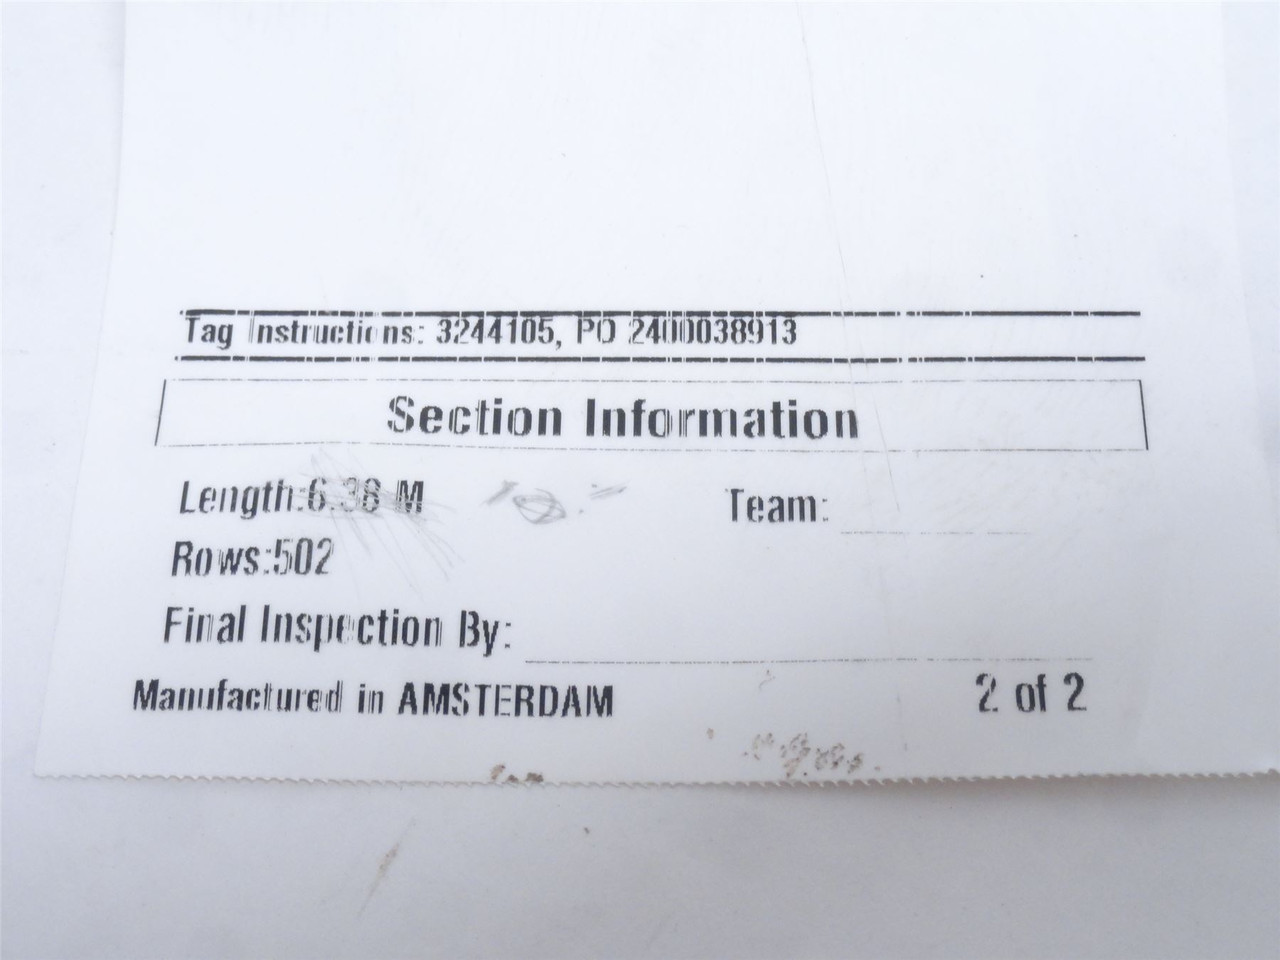 Tag Instructions: 3244105, PO 2400038913
Section Information
Length:6.38 M
Team:
Rows:502
Final Inspection By:
Manufactured in AMSTERDAM
2 of 2